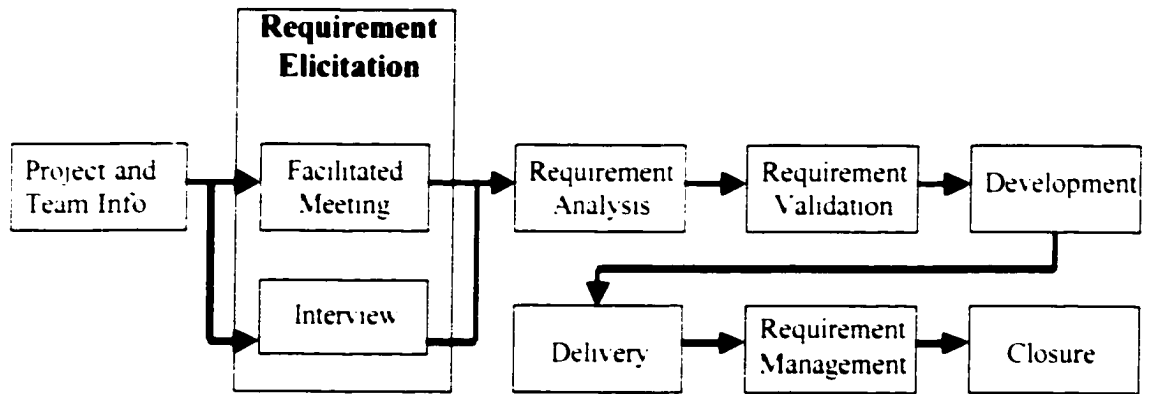 Requirement
Elicitation
Project and
Team Info
Facilitated
Meeting
Interview
Requirement
Analysis
Requirement
Validation
Development
Delivery
Requirement
Management
Closure